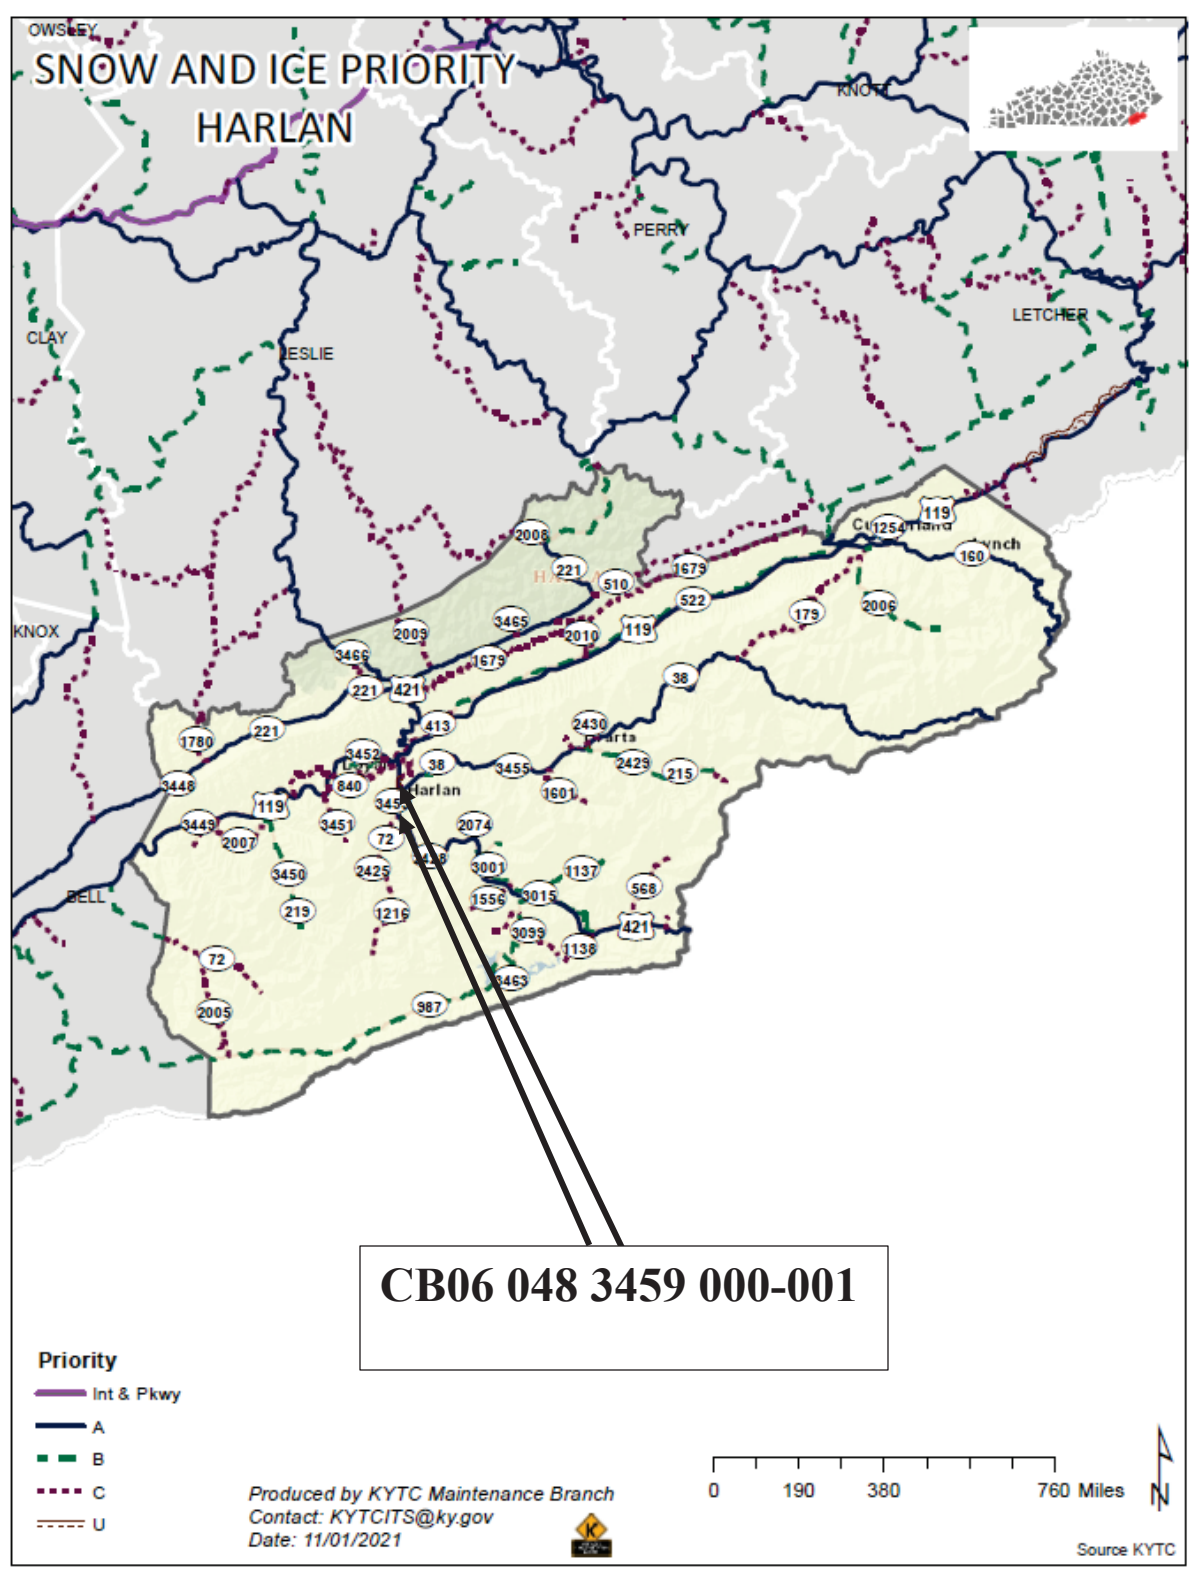 OWSLEY
SNOW AND ICE PRIORITY
HARLAN
KNOTT
PERRY
LETCHER
CLAY
LESLIE
KNOX
BELL
119
1254
Lynch
160
2008
221
510
1679
522
179
2006
3465
2009
2010
119
3466
1679
221
421
38
413
221
1780
2430
3452
38
3455
2429
215
3448
840
1601
Harlan
119
3449
3451
2007
72
2074
3450
2425
3001
1137
568
219
1216
1556
3015
3099
421
1138
72
3463
2005
987
CB06 048 3459 000-001
Priority
Int & Pkwy
A
B
C
U
Produced by KYTC Maintenance Branch
Contact: KYTCITS@ky.gov
Date: 11/01/2021
K
0 190 380 760 Miles
N
Source KYTC